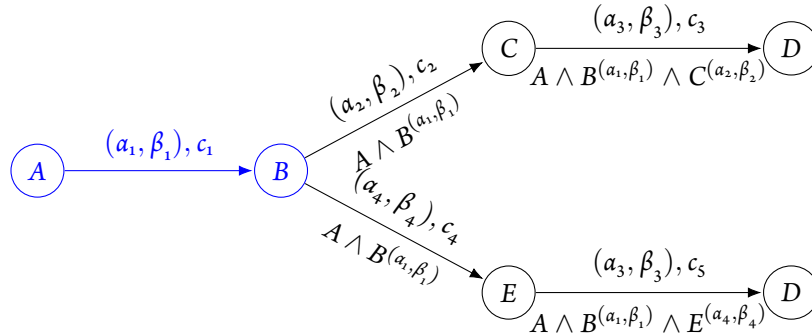 (α₃, β₃), c₃
C
D
A ∧ B^(α₁,β₁) ∧ C^(α₂,β₂)
(α₂, β₂), c₂
A ∧ B^(α₁,β₁)
(α₁, β₁), c₁
A
B
(α₄, β₄), c₄
A ∧ B^(α₁,β₁)
(α₃, β₃), c₅
E
D
A ∧ B^(α₁,β₁) ∧ E^(α₄,β₄)